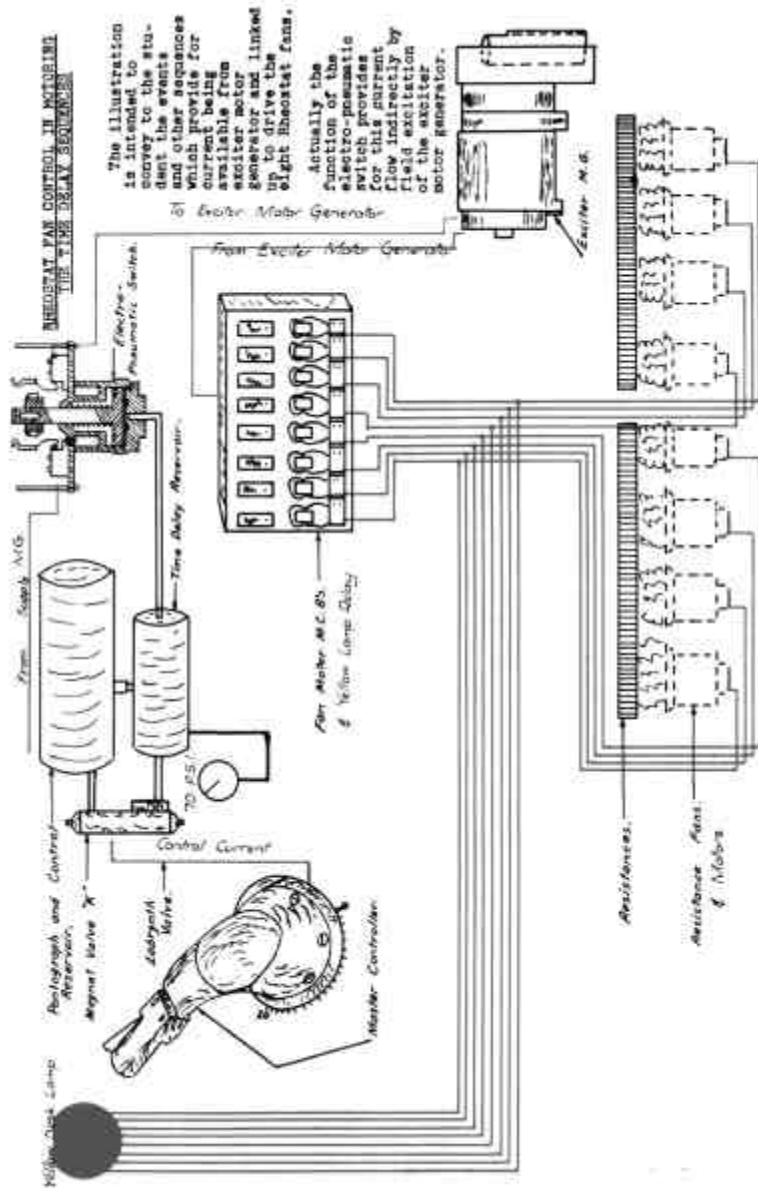 RHEOSTAT FAN CONTROL IN MOTORING
THE TIME DELAY SEQUENCES
The illustration
is intended to
convey to the stu-
dent the events
and other sequences
which provide for
current being
available from
exciter motor
generator and linked
up to drive the
eight Rheostat fans.
Actually the
function of the
electro-pneumatic
switch provides
for this current
flow indirectly by
field excitation
of the exciter
motor generator.
To Exciter Motor Generator
From Exciter Motor Generator
Exciter M.G.
Electro-
Pneumatic Switch.
From Supply M.G.
Time Delay Reservoir.
Pantograph and Control
Reservoir.
Magnet Valve "K"
Labrynth
Valve.
70 P.S.I.
Control Current
Master Controller
Yellow Desk Lamp
Fan Motor M.C.B's.
& Yellow Lamp Relay
Resistances.
Resistance Fans.
& Motors